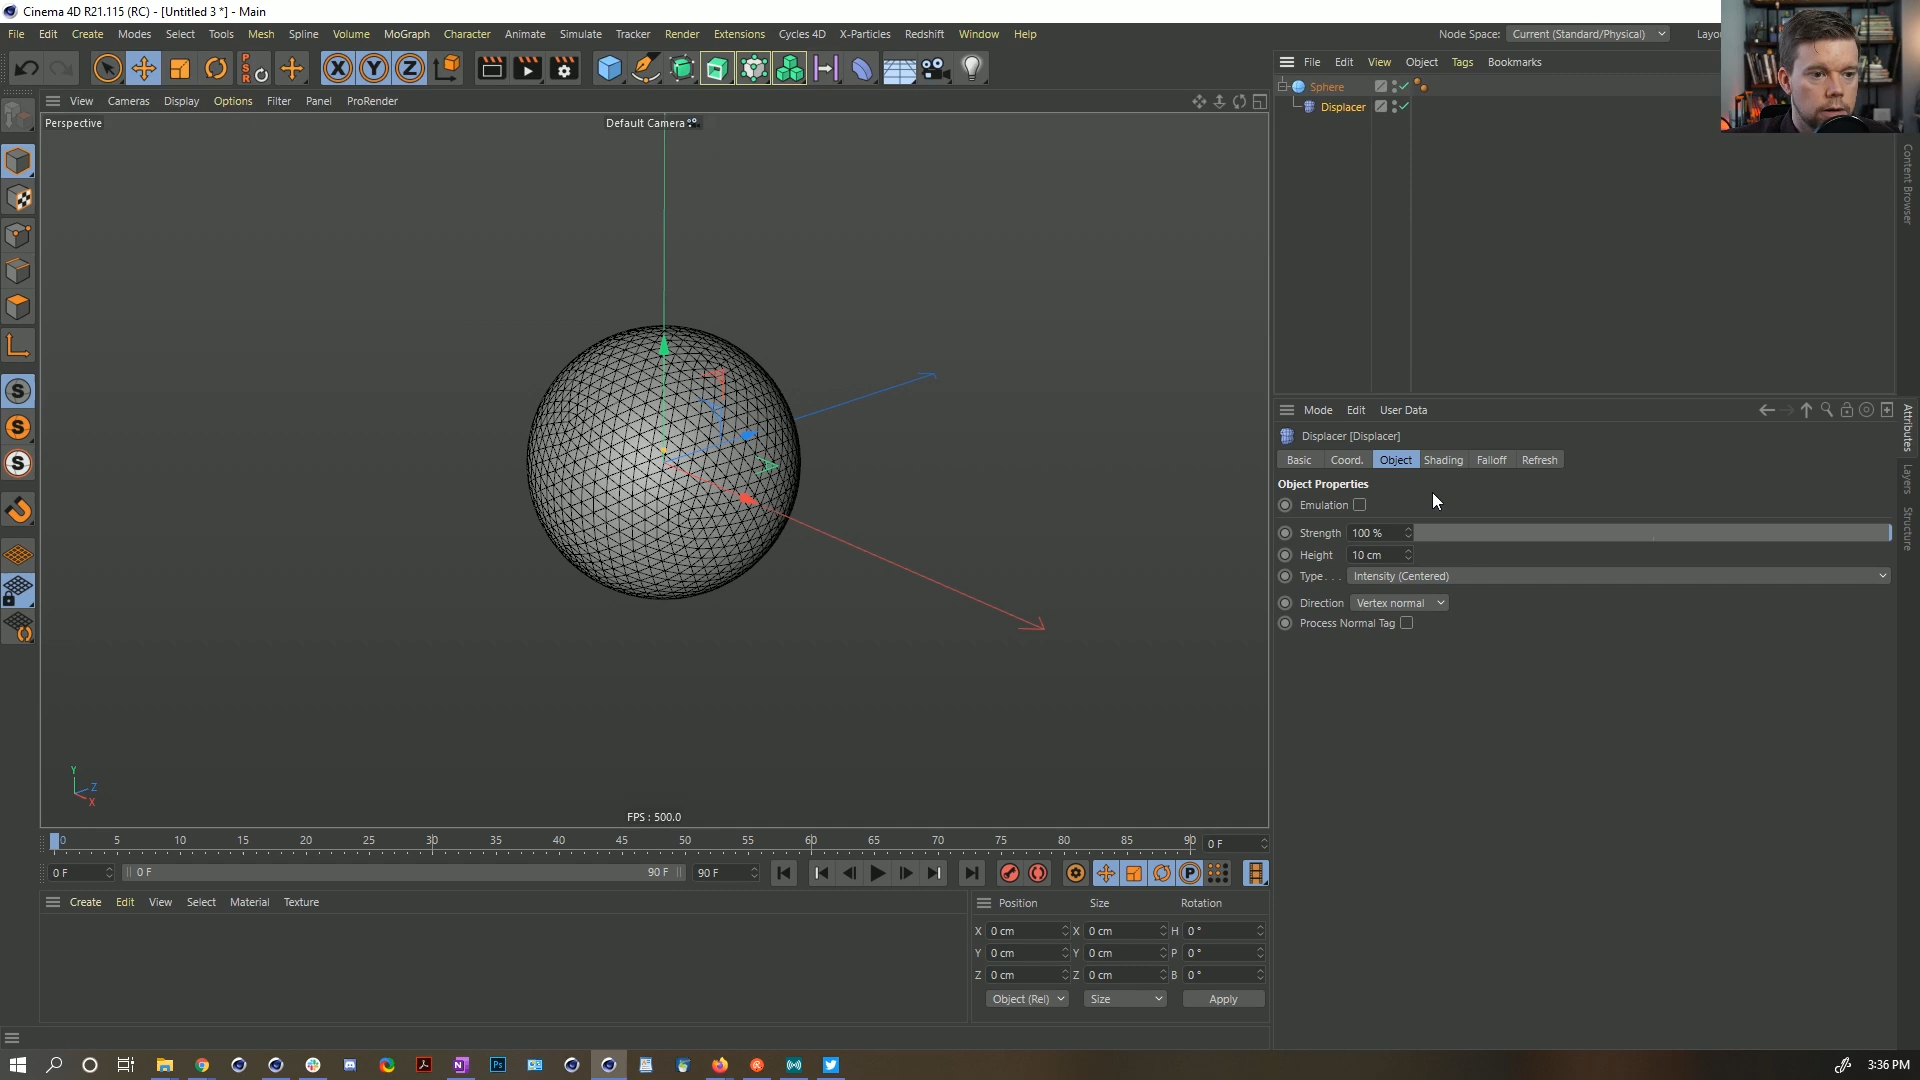 Cinema 4D R21.115 (RC) - [Untitled 3 *] - Main
File Edit Create Modes Select Tools Mesh Spline Volume MoGraph Character Animate Simulate Tracker Render Extensions Cycles 4D X-Particles Redshift Window Help
Node Space: Current (Standard/Physical) Layou
File Edit View Object Tags Bookmarks
View Cameras Display Options Filter Panel ProRender
Perspective
Default Camera
Sphere
Displacer
Content Browser
Mode Edit User Data
Displacer [Displacer]
Basic Coord. Object Shading Falloff Refresh
Object Properties
Emulation
Strength 100 %
Height 10 cm
Type . . . Intensity (Centered)
Direction Vertex normal
Process Normal Tag
Attributes
Layers
Structure
Y
Z
X
FPS : 500.0
0 5 10 15 20 25 30 35 40 45 50 55 60 65 70 75 80 85 90 0 F
0 F 0 F 90 F 90 F
Create Edit View Select Material Texture
Position Size Rotation
X 0 cm X 0 cm H 0 °
Y 0 cm Y 0 cm P 0 °
Z 0 cm Z 0 cm B 0 °
Object (Rel) Size Apply
3:36 PM